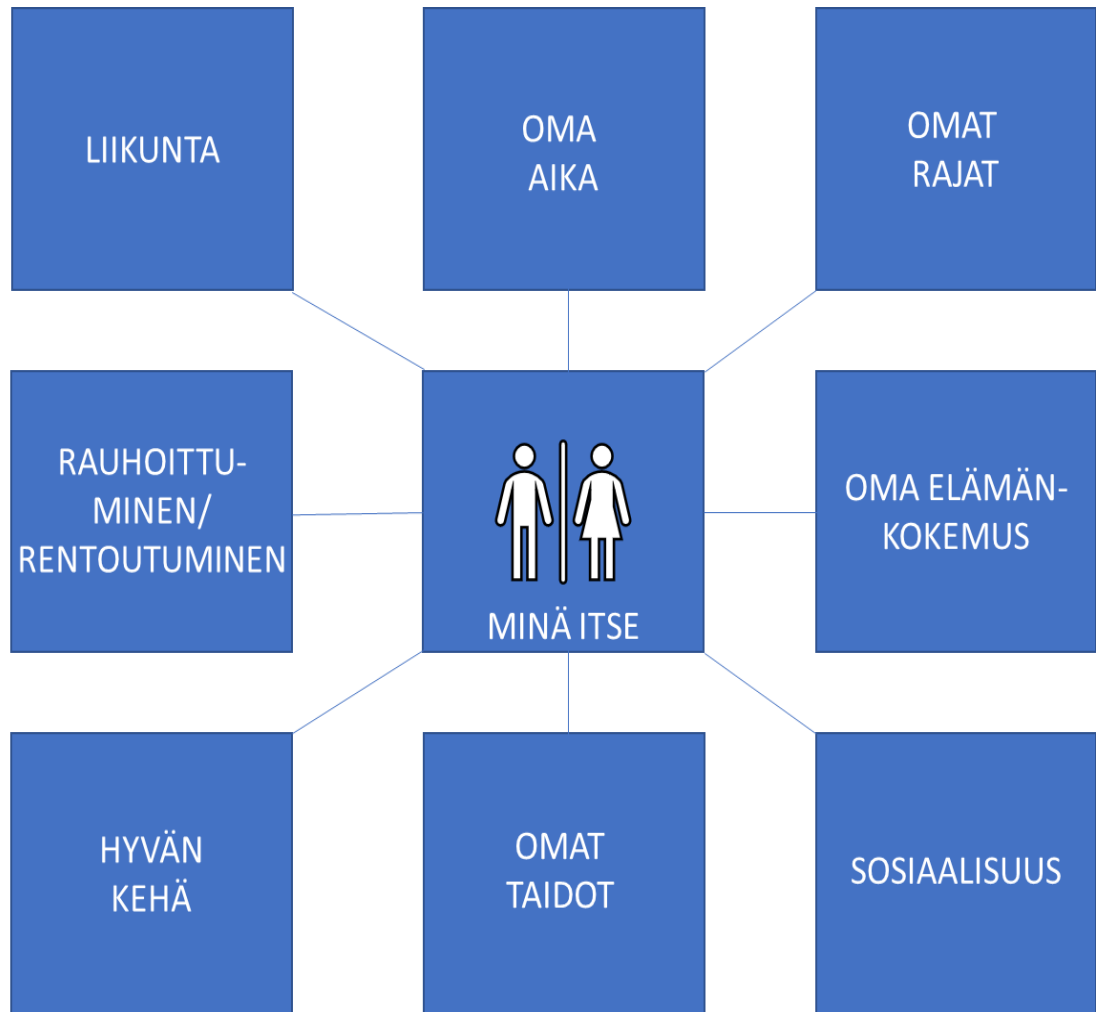 LIIKUNTA
OMA
AIKA
OMAT
RAJAT
RAUHOITTU-
MINEN/
RENTOUTUMINEN
MINÄ ITSE
OMA ELÄMÄN-
KOKEMUS
HYVÄN
KEHÄ
OMAT
TAIDOT
SOSIAALISUUS